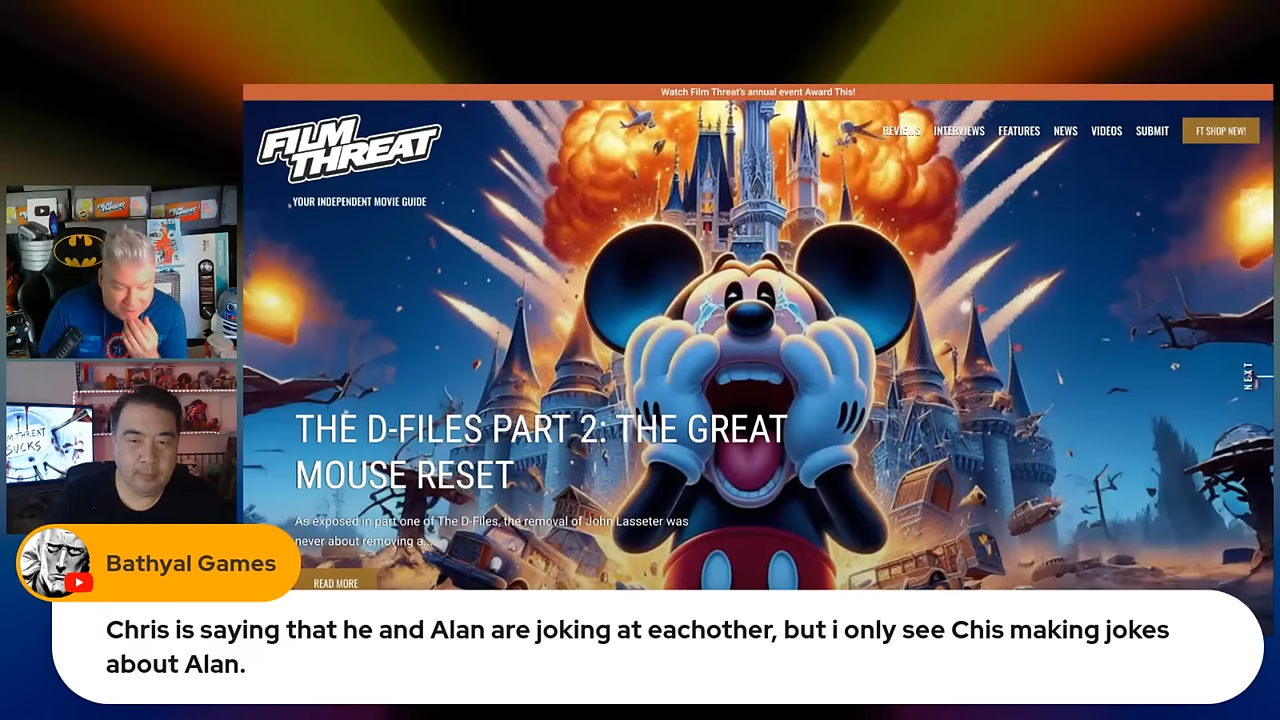 Watch Film Threat's annual event Award This!
FILM
THREAT
REVIEWS INTERVIEWS FEATURES NEWS VIDEOS SUBMIT FT SHOP NEW!
YOUR INDEPENDENT MOVIE GUIDE
NEXT
THE D-FILES PART 2: THE GREAT
MOUSE RESET
As exposed in part one of The D-Files, the removal of John Lasseter was
never about removing a...
READ MORE
THREAT
SUCKS
Bathyal Games
Chris is saying that he and Alan are joking at eachother, but i only see Chis making jokes
about Alan.